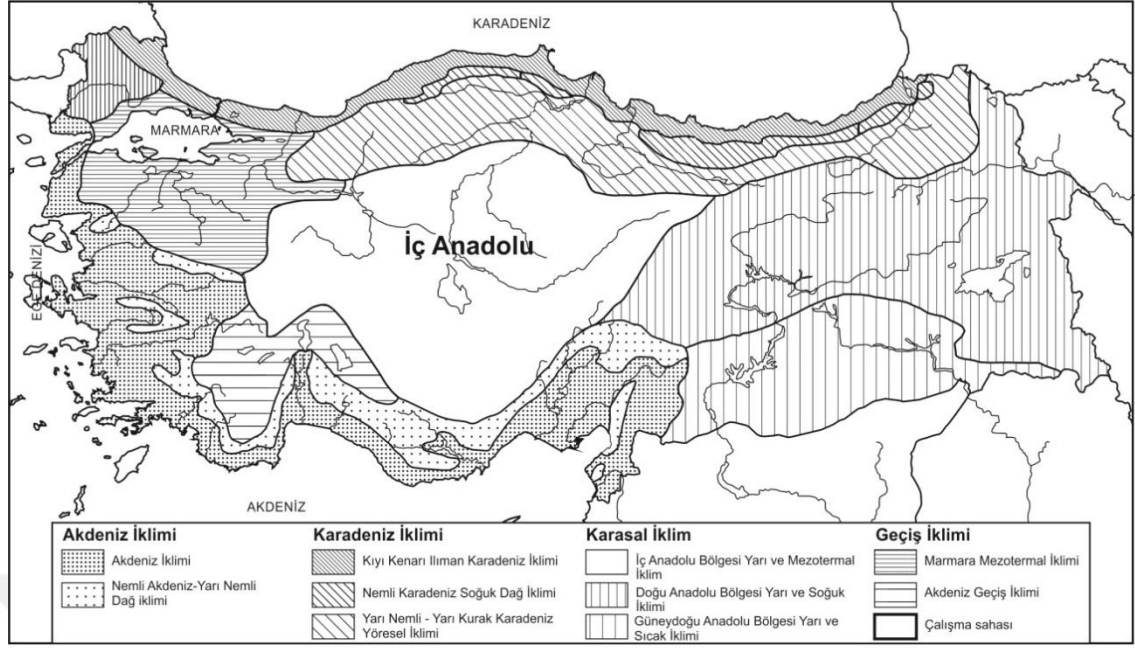 KARADENİZ
MARMARA
İç Anadolu
EGE DENİZİ
AKDENİZ
Akdeniz İklimi
Akdeniz İklimi
Nemli Akdeniz-Yarı Nemli
Dağ iklimi
Karadeniz İklimi
Kıyı Kenarı Ilıman Karadeniz İklimi
Nemli Karadeniz Soğuk Dağ İklimi
Yarı Nemli - Yarı Kurak Karadeniz
Yöresel İklimi
Karasal İklim
İç Anadolu Bölgesi Yarı ve Mezotermal
İklim
Doğu Anadolu Bölgesi Yarı ve Soğuk
İklimi
Güneydoğu Anadolu Bölgesi Yarı ve
Sıcak İklimi
Geçiş İklimi
Marmara Mezotermal İklimi
Akdeniz Geçiş İklimi
Çalışma sahası